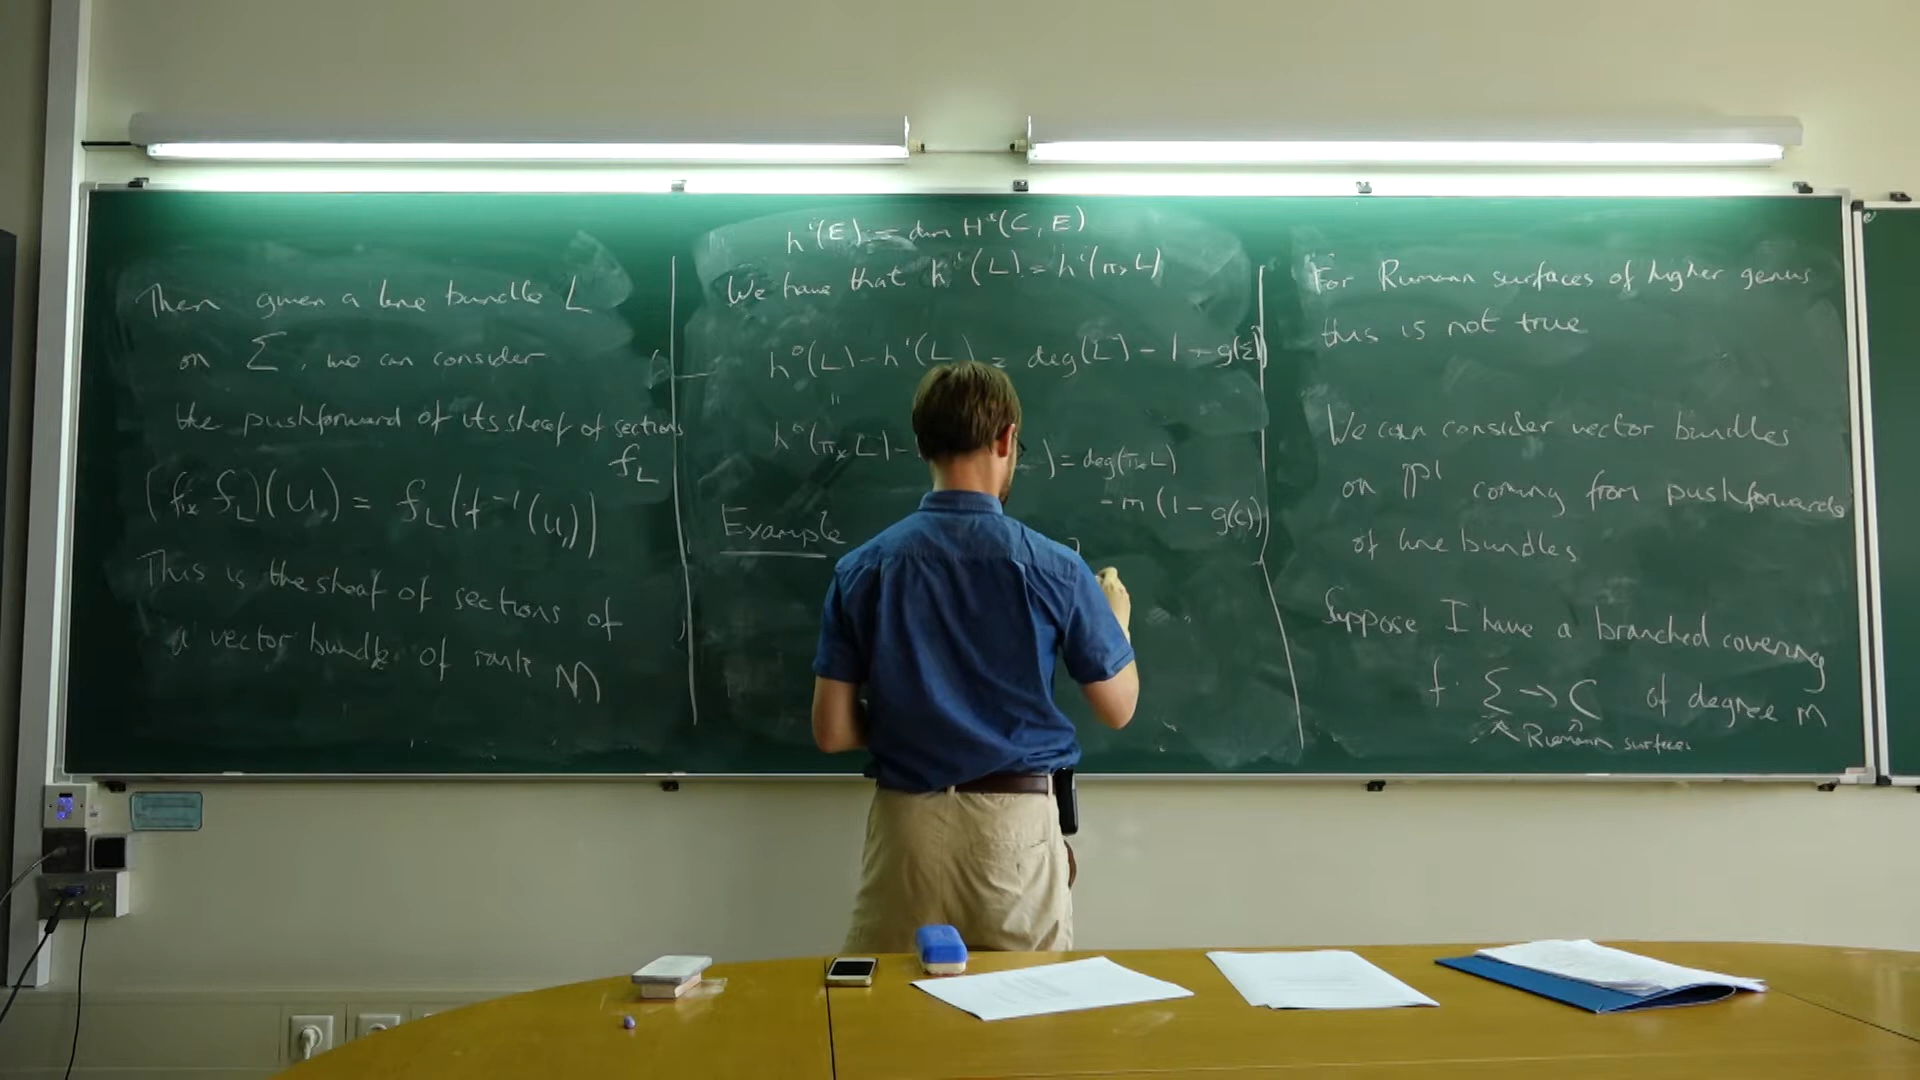 Then given a line bundle L
on Σ, we can consider
the pushforward of its sheaf of sections
f_L
(f_* f_L)(U,) = f_L(f^{-1}(U,))
This is the sheaf of sections of
a vector bundle of rank M
h^i(E) = dim H^i(C, E)
We have that h^i(L) = h^i(π_* L)
h^0(L) - h^1(L) = deg(L) - 1 + g(Σ)
"
h^0(π_* L) - ) = deg(π_* L)
- m (1 - g(C))
Example
For Riemann surfaces of higher genus
this is not true
We can consider vector bundles
on P^1 coming from pushforwards
of line bundles
Suppose I have a branched covering
f: Σ → C of degree M
Riemann surfaces